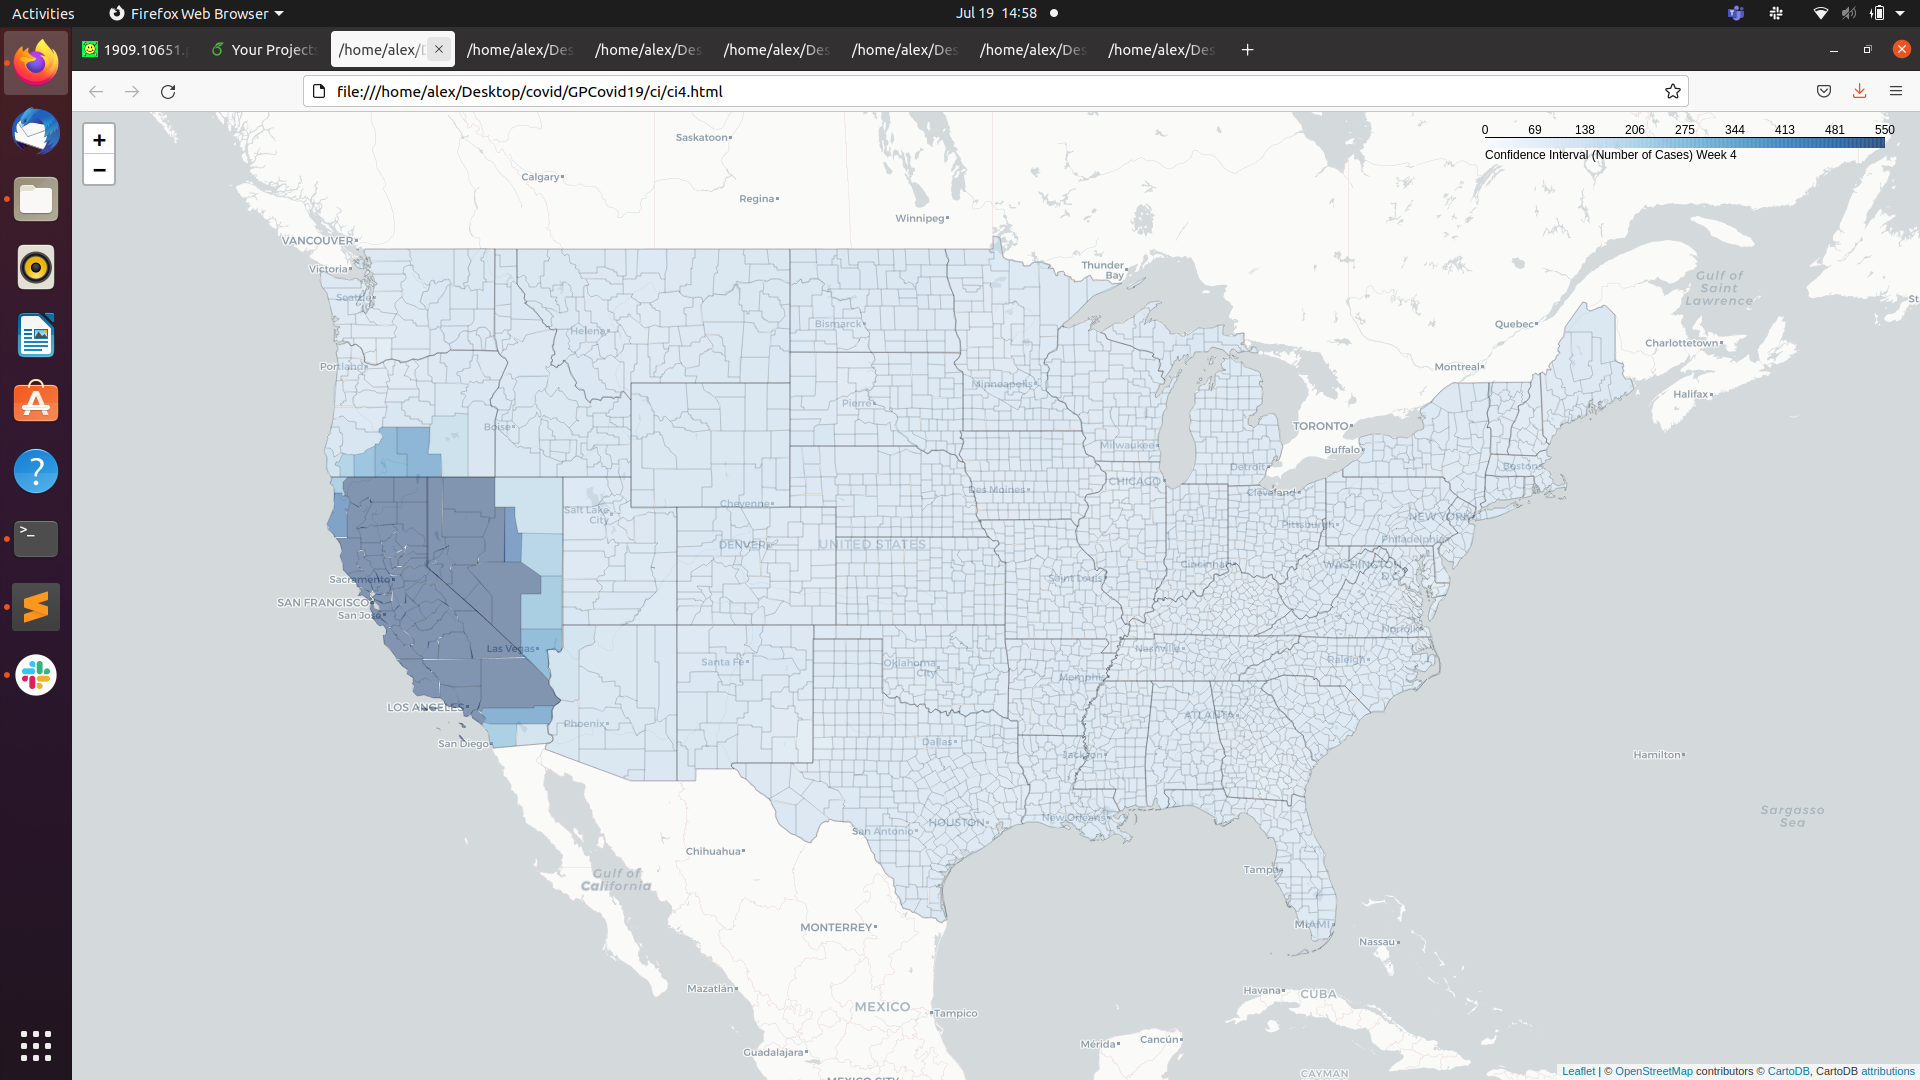 Activities
Firefox Web Browser
Jul 19 14:58
1909.10651.
Your Projects
/home/alex/D
/home/alex/Des
/home/alex/Des
/home/alex/Des
/home/alex/Des
/home/alex/Des
/home/alex/Des
file:///home/alex/Desktop/covid/GPCovid19/ci/ci4.html
+
−
0 69 138 206 275 344 413 481 550
Confidence Interval (Number of Cases) Week 4
Saskatoon
Calgary
Regina
Winnipeg
VANCOUVER
Victoria
Thunder
Bay
Gulf of
Saint
Lawrence
Seattle
St
Bismarck
Helena
Quebec
Charlottetown
Portland
Montreal
Minneapolis
Halifax
Pierre
Boise
TORONTO
Milwaukee
Buffalo
Detroit
Boston
CHICAGO
Des Moines
Cleveland
Cheyenne
Salt Lake
City
NEW YORK
Pittsburgh
DENVER
UNITED STATES
Philadelphia
Cincinnati
WASHINGTON
D.C.
Sacramento
Saint Louis
SAN FRANCISCO
San Jose
Norfolk
Las Vegas
Nashville
Santa Fe
Oklahoma
City
Raleigh
Memphis
LOS ANGELES
ATLANTA
Phoenix
San Diego
Dallas
Jackson
Hamilton
Sargasso
Sea
New Orleans
HOUSTON
San Antonio
Chihuahua
Gulf of
California
Tampa
MONTERREY
MIAMI
Nassau
Mazatlán
Havana
CUBA
MEXICO
Tampico
Mérida
Cancún
Guadalajara
MEXICO CITY
CAYMAN
Leaflet | © OpenStreetMap contributors © CartoDB, CartoDB attributions